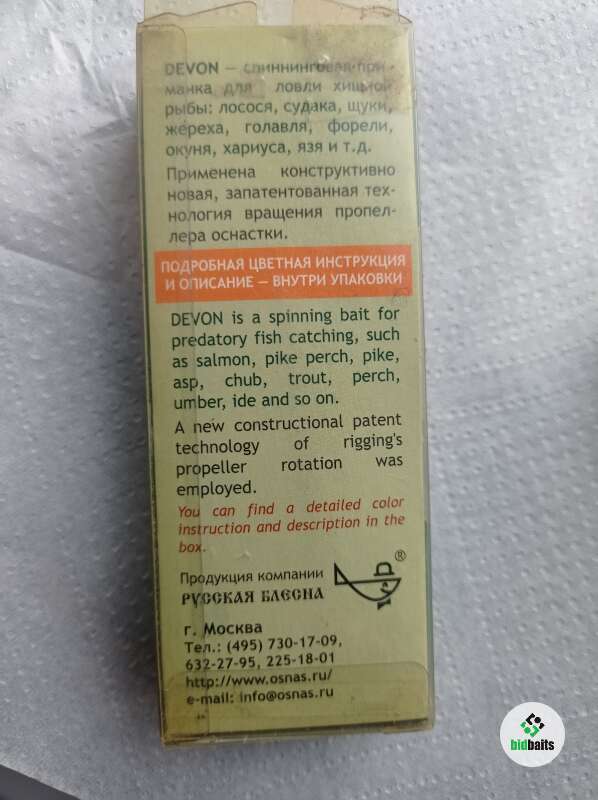 DEVON — спиннинговая при-
манка для ловли хищной
рыбы: лосося, судака, щуки,
жереха, голавля, форели,
окуня, хариуса, язя и т.д.
Применена конструктивно
новая, запатентованная тех-
нология вращения пропел-
лера оснастки.
ПОДРОБНАЯ ЦВЕТНАЯ ИНСТРУКЦИЯ
И ОПИСАНИЕ — ВНУТРИ УПАКОВКИ
DEVON is a spinning bait for
predatory fish catching, such
as salmon, pike perch, pike,
asp, chub, trout, perch,
umber, ide and so on.
A new constructional patent
technology of rigging's
propeller rotation was
employed.
You can find a detailed color
instruction and description in the
box.
Продукция компании
РУССКАЯ БЛЕСНА
®
г. Москва
Тел.: (495) 730-17-09,
632-27-95, 225-18-01
http://www.osnas.ru/
e-mail: info@osnas.ru
bidbaits